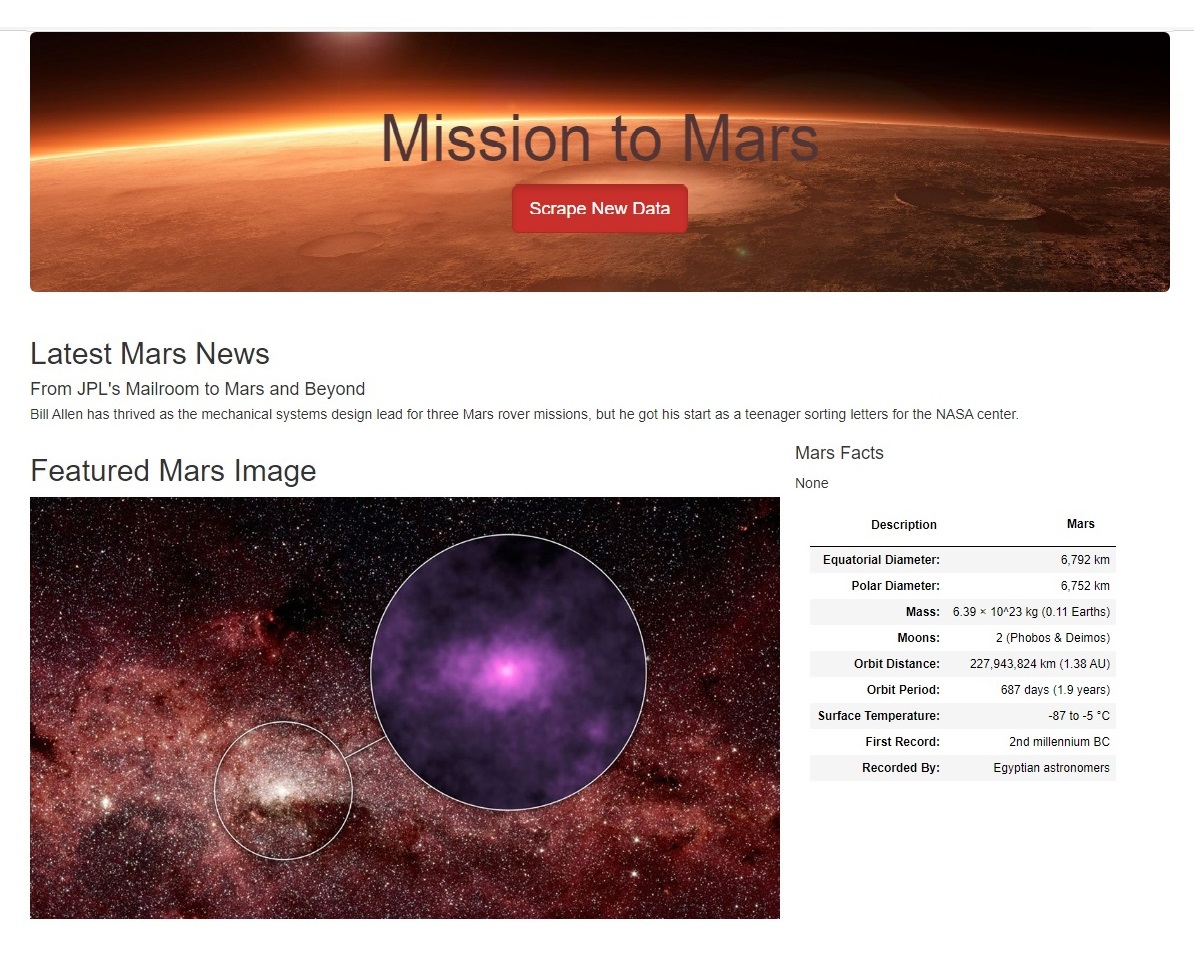 Mission to Mars
Scrape New Data
Latest Mars News
From JPL's Mailroom to Mars and Beyond
Bill Allen has thrived as the mechanical systems design lead for three Mars rover missions, but he got his start as a teenager sorting letters for the NASA center.
Featured Mars Image
Mars Facts
None
Description Mars
Equatorial Diameter: 6,792 km
Polar Diameter: 6,752 km
Mass: 6.39 × 10^23 kg (0.11 Earths)
Moons: 2 (Phobos & Deimos)
Orbit Distance: 227,943,824 km (1.38 AU)
Orbit Period: 687 days (1.9 years)
Surface Temperature: -87 to -5 °C
First Record: 2nd millennium BC
Recorded By: Egyptian astronomers